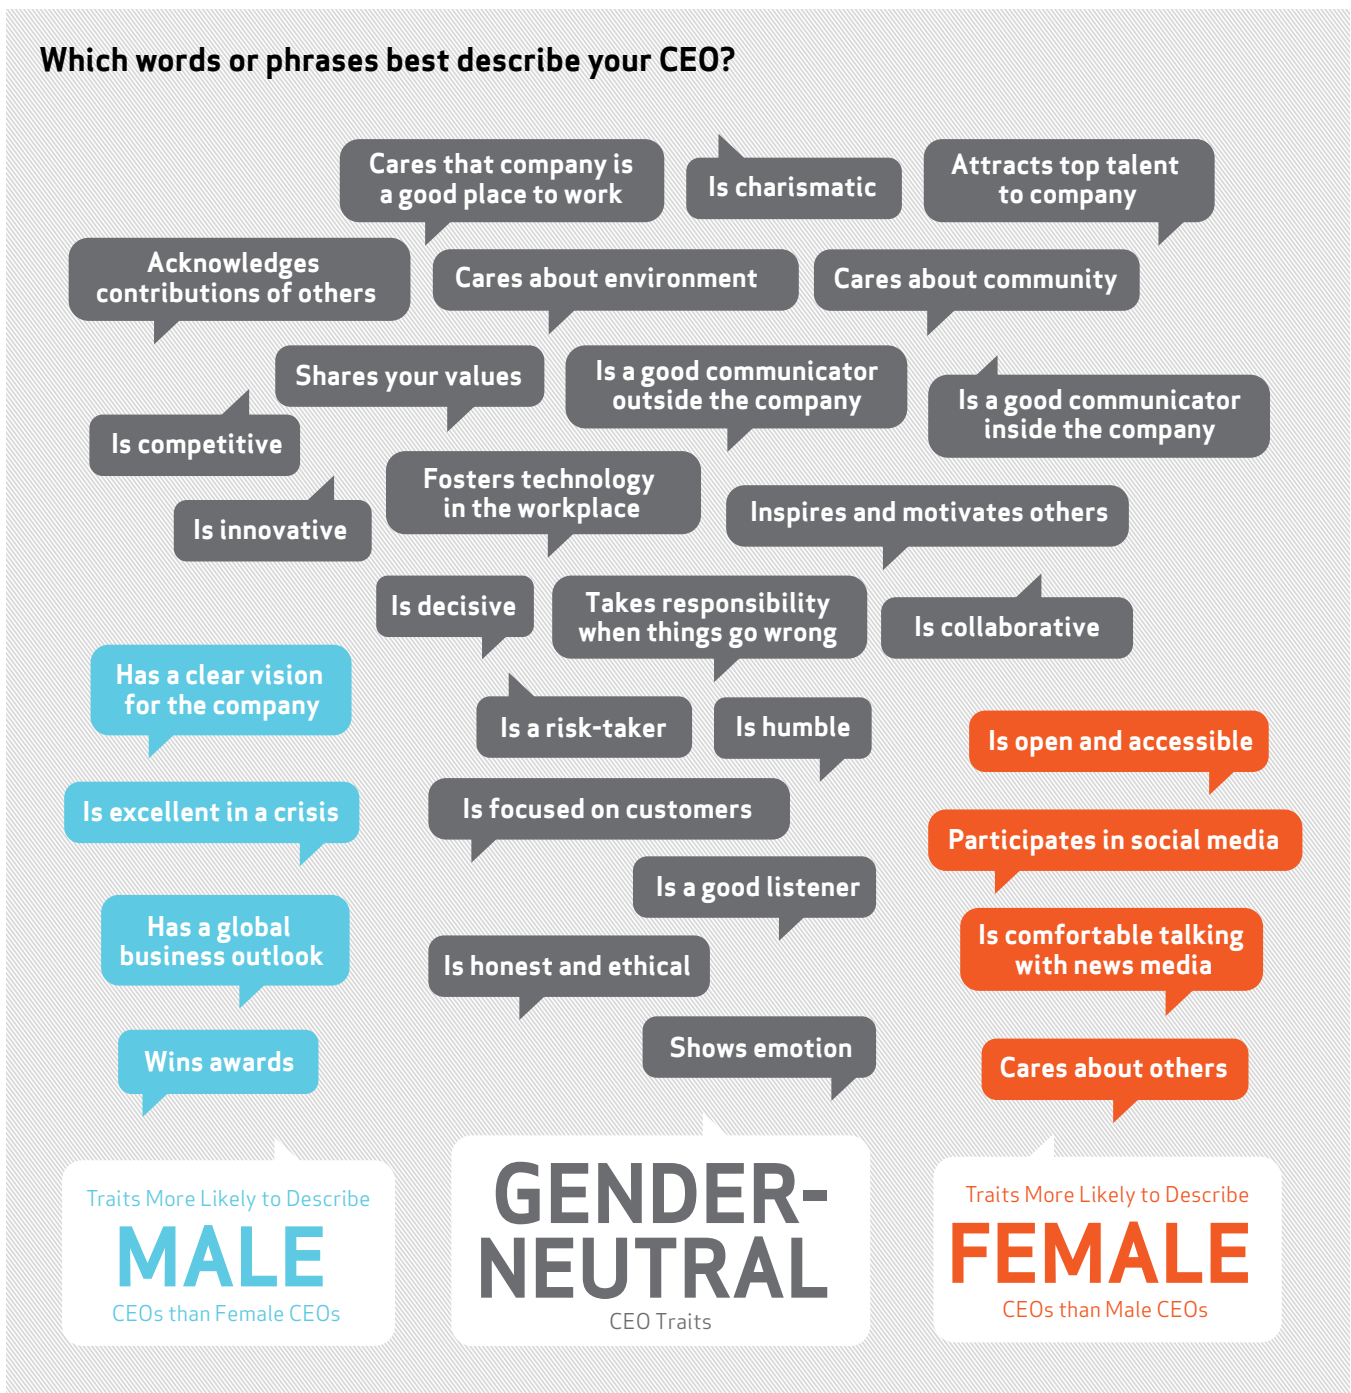 Which words or phrases best describe your CEO?
Cares that company is
a good place to work
Is charismatic
Attracts top talent
to company
Acknowledges
contributions of others
Cares about environment
Cares about community
Shares your values
Is a good communicator
outside the company
Is a good communicator
inside the company
Is competitive
Fosters technology
in the workplace
Is innovative
Inspires and motivates others
Is decisive
Takes responsibility
when things go wrong
Is collaborative
Has a clear vision
for the company
Is a risk-taker
Is humble
Is open and accessible
Is excellent in a crisis
Is focused on customers
Participates in social media
Is a good listener
Has a global
business outlook
Is honest and ethical
Is comfortable talking
with news media
Wins awards
Shows emotion
Cares about others
Traits More Likely to Describe
MALE
CEOs than Female CEOs
GENDER-
NEUTRAL
CEO Traits
Traits More Likely to Describe
FEMALE
CEOs than Male CEOs